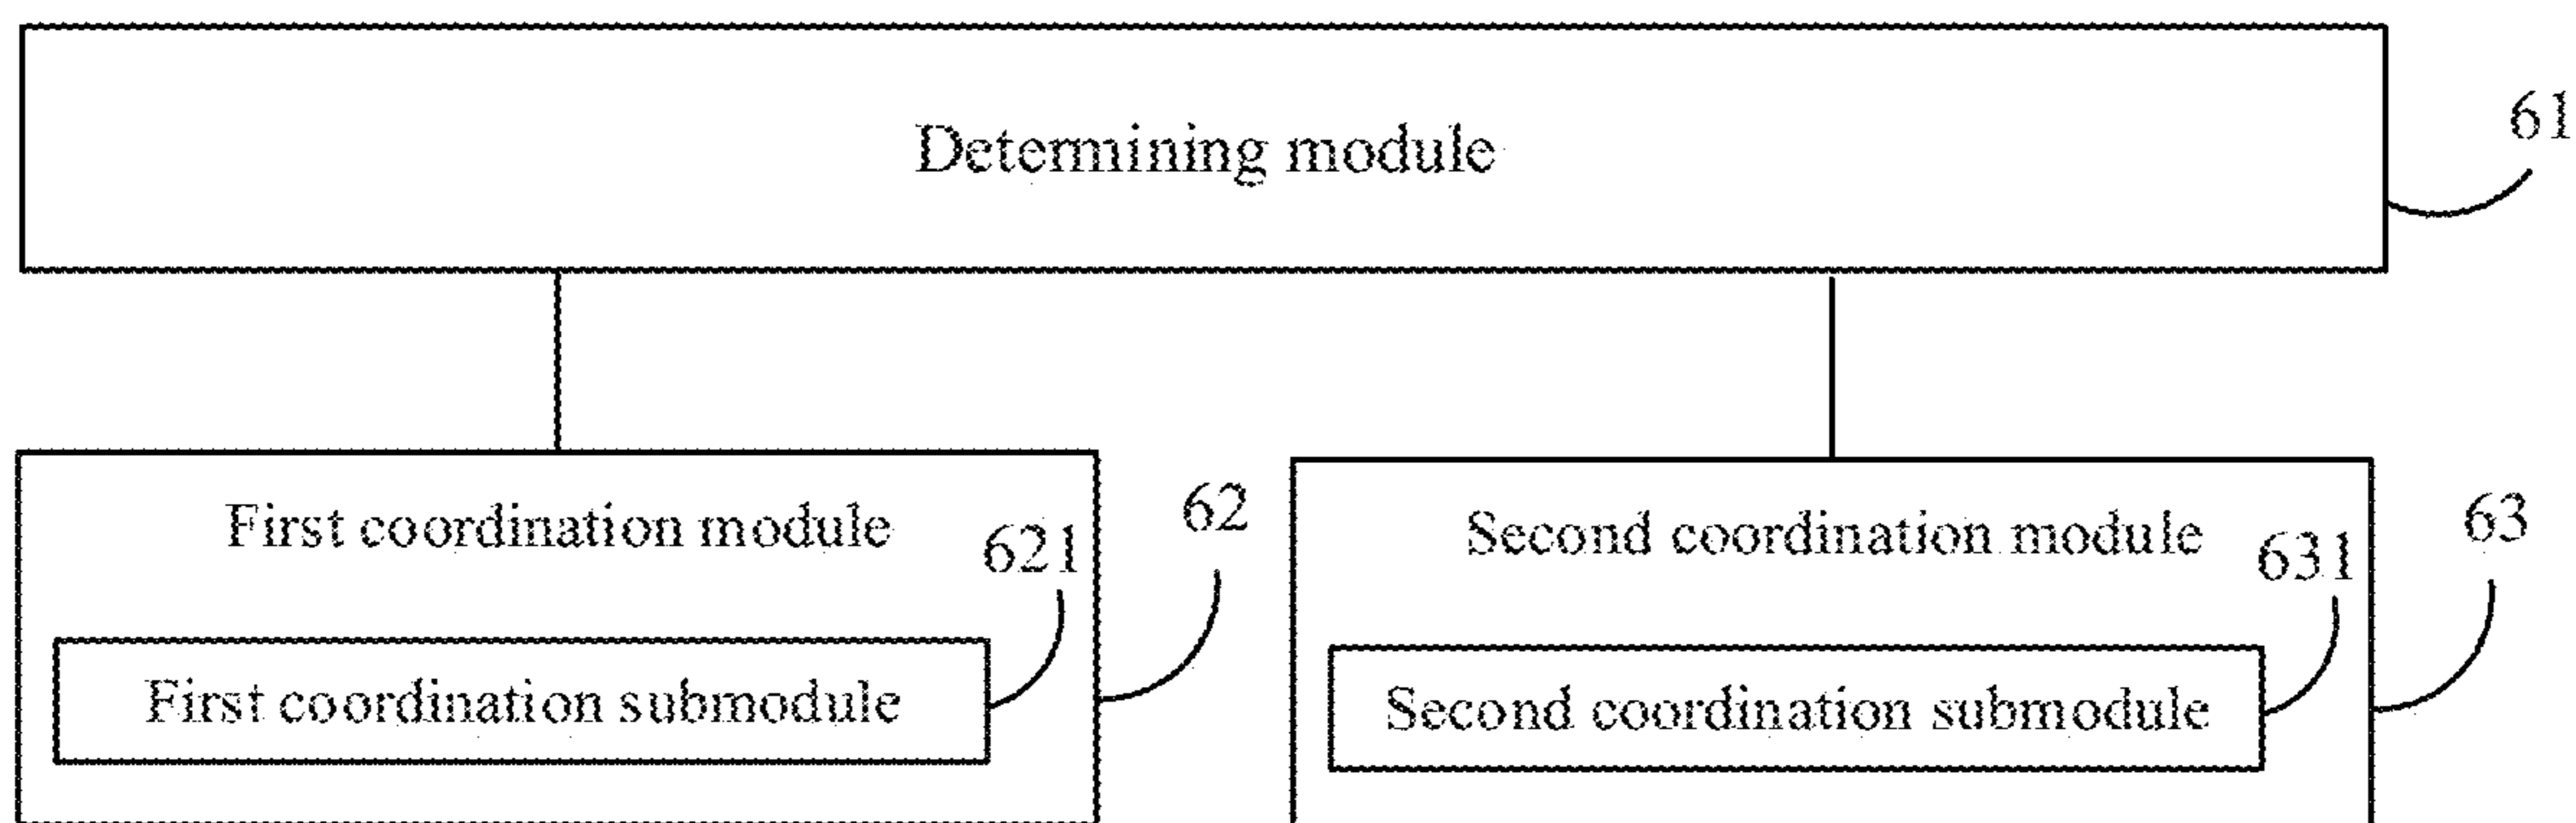 Determining module
61
First coordination module
621
62
Second coordination module
631
63
First coordination submodule
Second coordination submodule